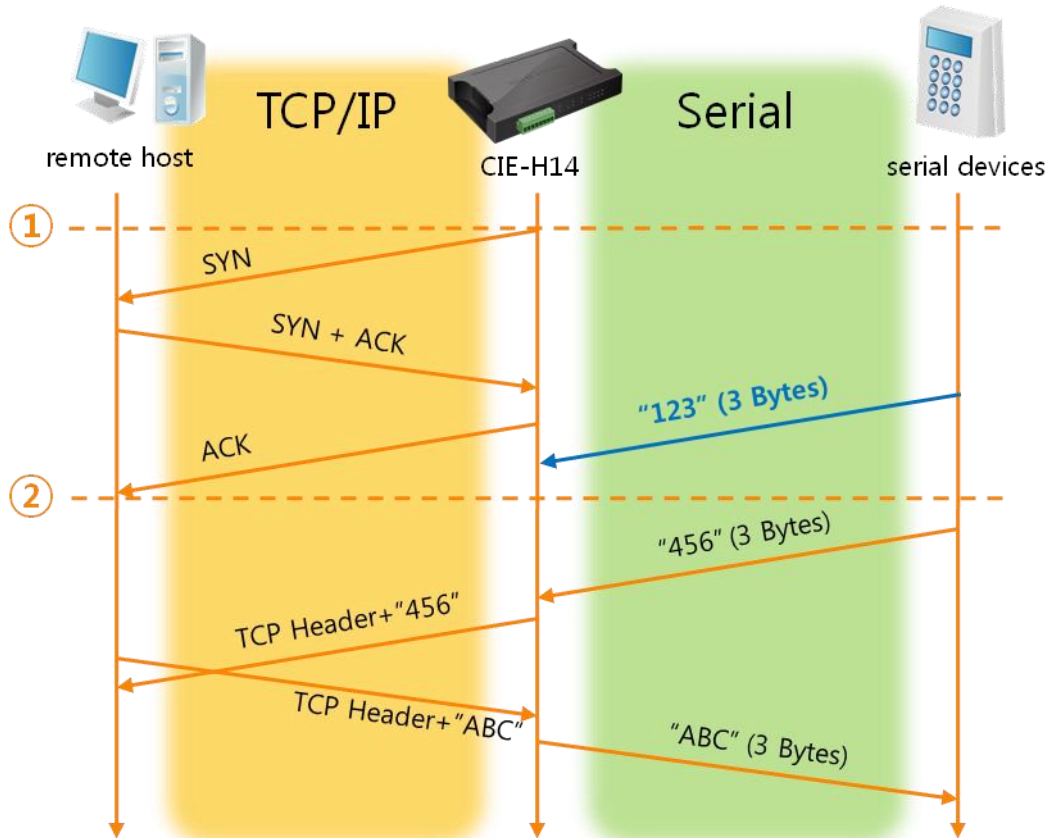 TCP/IP
Serial
remote host
CIE-H14
serial devices
①
SYN
SYN + ACK
“123” (3 Bytes)
ACK
②
“456” (3 Bytes)
TCP Header+“456”
TCP Header+“ABC”
“ABC” (3 Bytes)